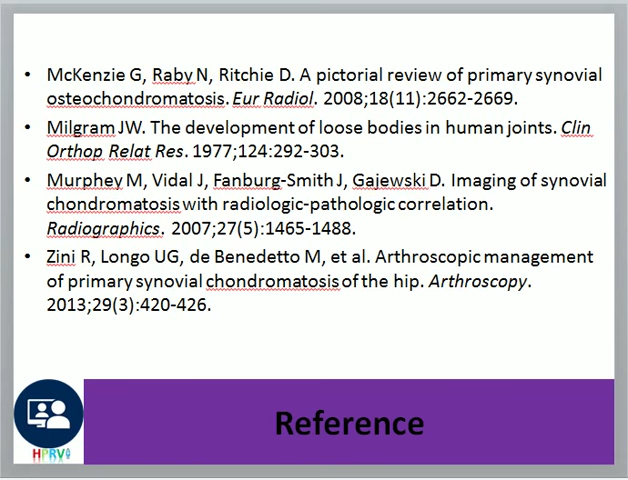 • McKenzie G, Raby N, Ritchie D. A pictorial review of primary synovial
osteochondromatosis. Eur Radiol. 2008;18(11):2662-2669.
• Milgram JW. The development of loose bodies in human joints. Clin
Orthop Relat Res. 1977;124:292-303.
• Murphey M, Vidal J, Fanburg-Smith J, Gajewski D. Imaging of synovial
chondromatosis with radiologic-pathologic correlation.
Radiographics. 2007;27(5):1465-1488.
• Zini R, Longo UG, de Benedetto M, et al. Arthroscopic management
of primary synovial chondromatosis of the hip. Arthroscopy.
2013;29(3):420-426.
Reference
HPRV